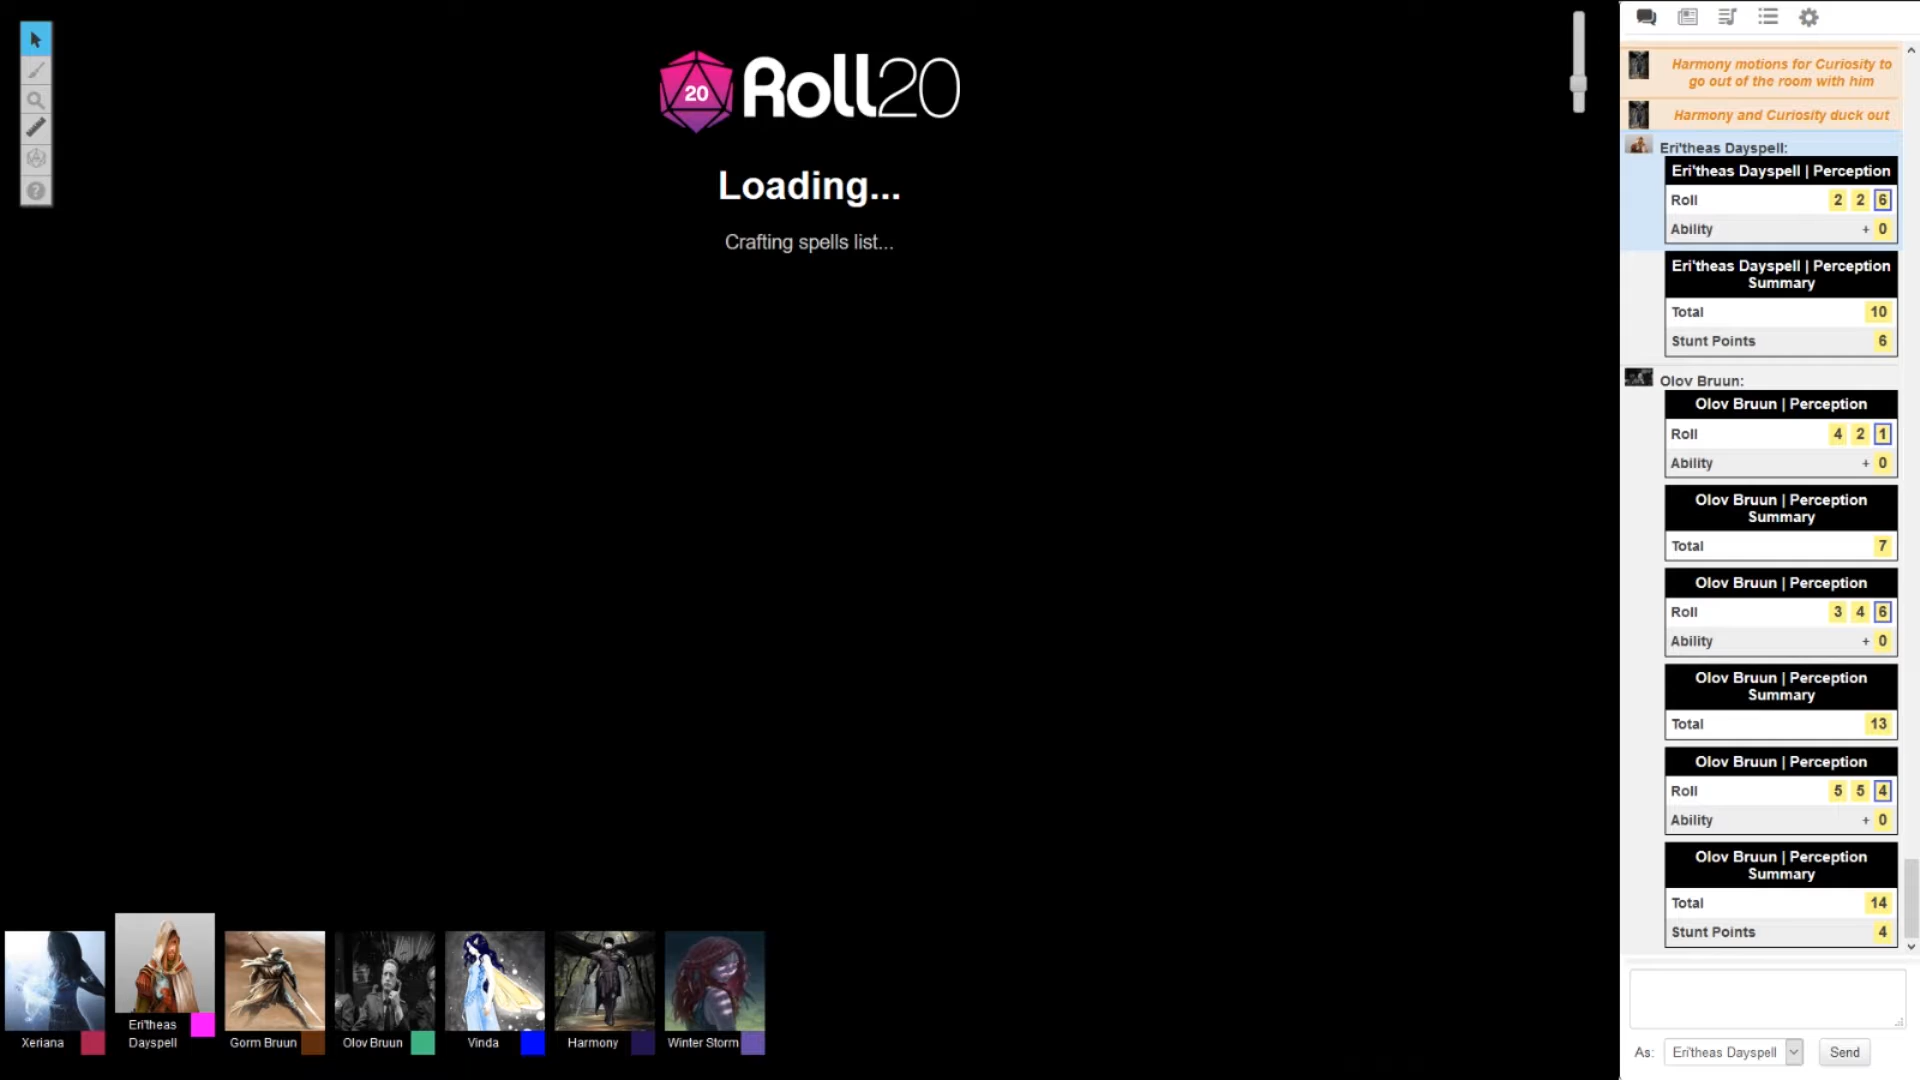 20 Roll20
Loading...
Crafting spells list...
Harmony motions for Curiosity to
go out of the room with him
Harmony and Curiosity duck out
Eri'theas Dayspell:
Eri'theas Dayspell | Perception
Roll 2 2 6
Ability + 0
Eri'theas Dayspell | Perception
Summary
Total 10
Stunt Points 6
Olov Bruun:
Olov Bruun | Perception
Roll 4 2 1
Ability + 0
Olov Bruun | Perception
Summary
Total 7
Olov Bruun | Perception
Roll 3 4 6
Ability + 0
Olov Bruun | Perception
Summary
Total 13
Olov Bruun | Perception
Roll 5 5 4
Ability + 0
Olov Bruun | Perception
Summary
Total 14
Stunt Points 4
As: Eri'theas Dayspell Send
Xeriana
Eri'theas
Dayspell
Gorm Bruun
Olov Bruun
Vinda
Harmony
Winter Storm